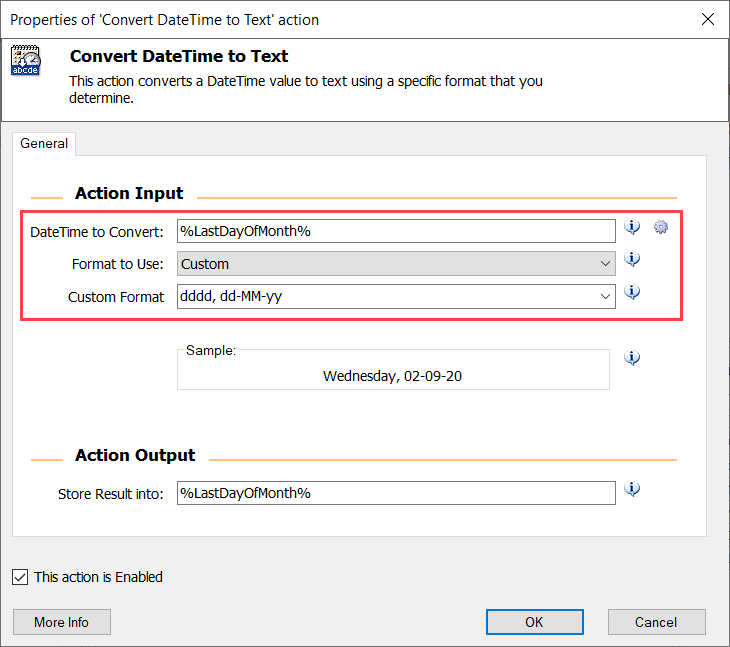 Properties of 'Convert DateTime to Text' action
abcde
Convert DateTime to Text
This action converts a DateTime value to text using a specific format that you
determine.
General
Action Input
DateTime to Convert: %LastDayOfMonth%
Format to Use: Custom
Custom Format dddd, dd-MM-yy
Sample:
Wednesday, 02-09-20
Action Output
Store Result into: %LastDayOfMonth%
This action is Enabled
More Info OK Cancel